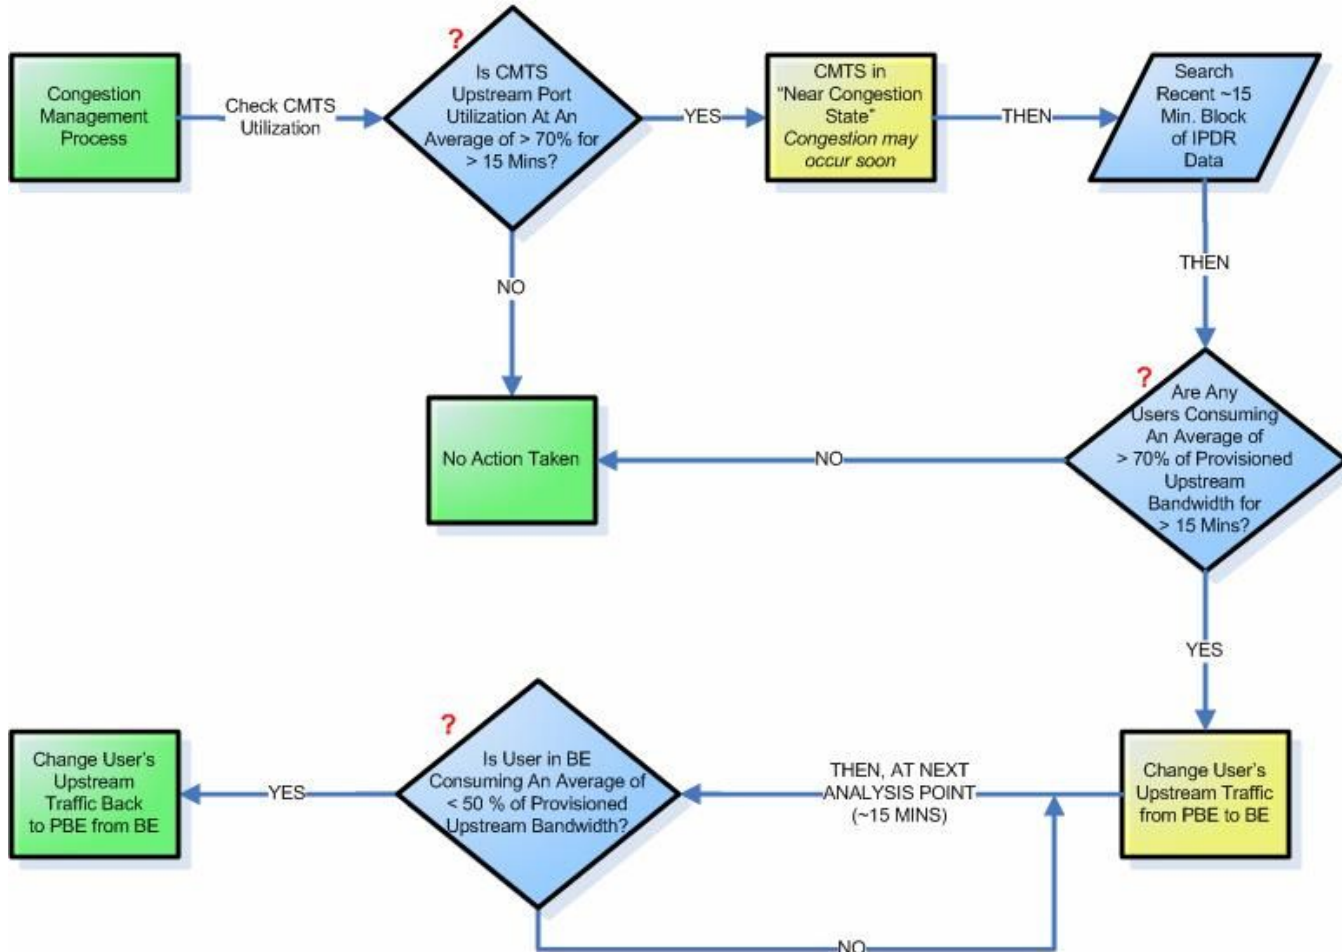 ?
Is CMTS
Upstream Port
Utilization At An
Average of > 70% for
> 15 Mins?
Congestion
Management
Process
Check CMTS
Utilization
YES
CMTS in
"Near Congestion
State"
Congestion may
occur soon
THEN
Search
Recent ~15
Min. Block
of IPDR
Data
NO
THEN
No Action Taken
NO
?
Are Any
Users Consuming
An Average of
> 70% of Provisioned
Upstream
Bandwidth for
> 15 Mins?
YES
Change User's
Upstream Traffic
from PBE to BE
THEN, AT NEXT
ANALYSIS POINT
(~15 MINS)
?
Is User in BE
Consuming An Average of
< 50 % of Provisioned
Upstream Bandwidth?
YES
Change User's
Upstream
Traffic Back
to PBE from BE
NO